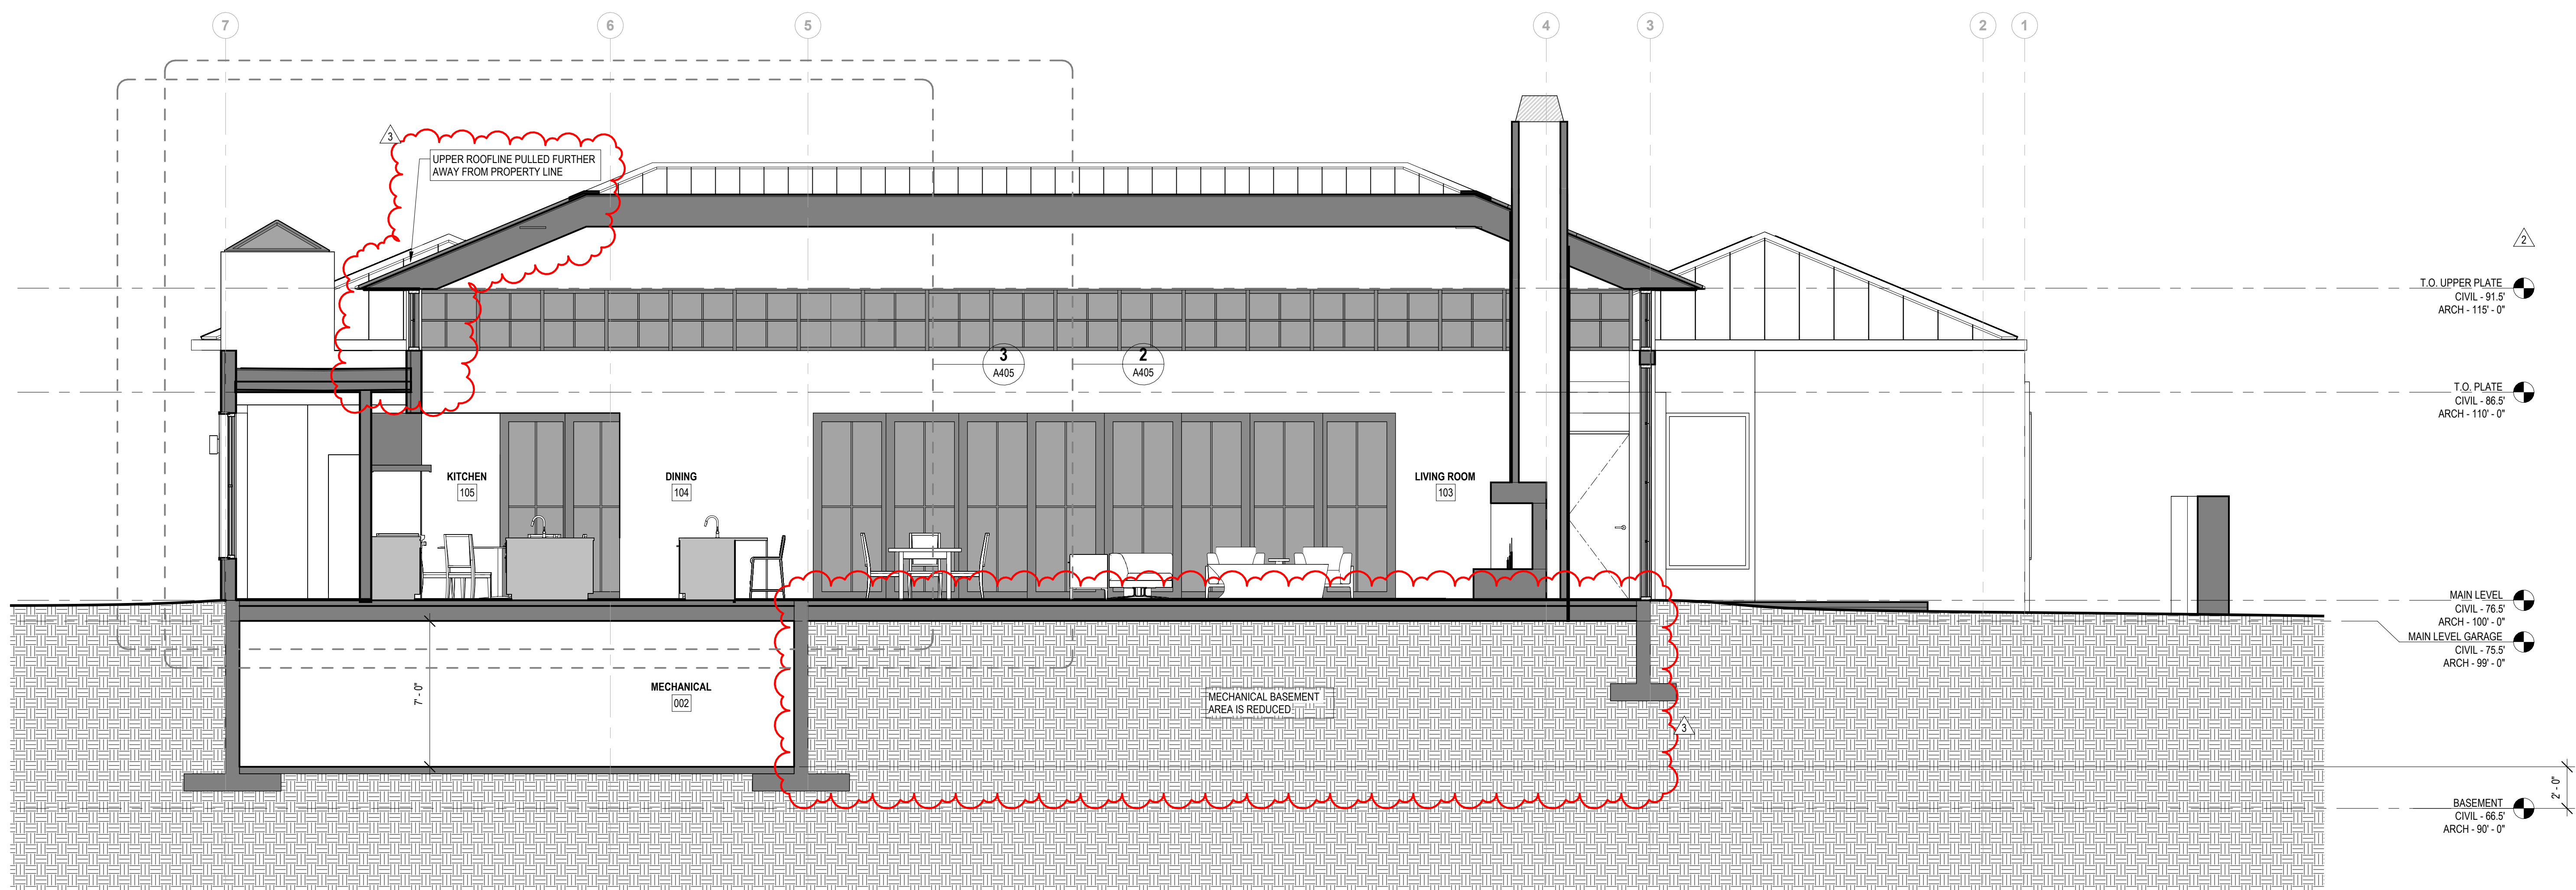 7
6
5
4
3
2
1
3
UPPER ROOFLINE PULLED FURTHER
AWAY FROM PROPERTY LINE
2
T.O. UPPER PLATE
CIVIL - 91.5'
ARCH - 115' - 0"
3
A405
2
A405
T.O. PLATE
CIVIL - 86.5'
ARCH - 110' - 0"
KITCHEN
105
DINING
104
LIVING ROOM
103
MAIN LEVEL
CIVIL - 76.5'
ARCH - 100' - 0"
MAIN LEVEL GARAGE
CIVIL - 75.5'
ARCH - 99' - 0"
7' - 0"
MECHANICAL
002
MECHANICAL BASEMENT
AREA IS REDUCED
3
2' - 0"
BASEMENT
CIVIL - 66.5'
ARCH - 90' - 0"